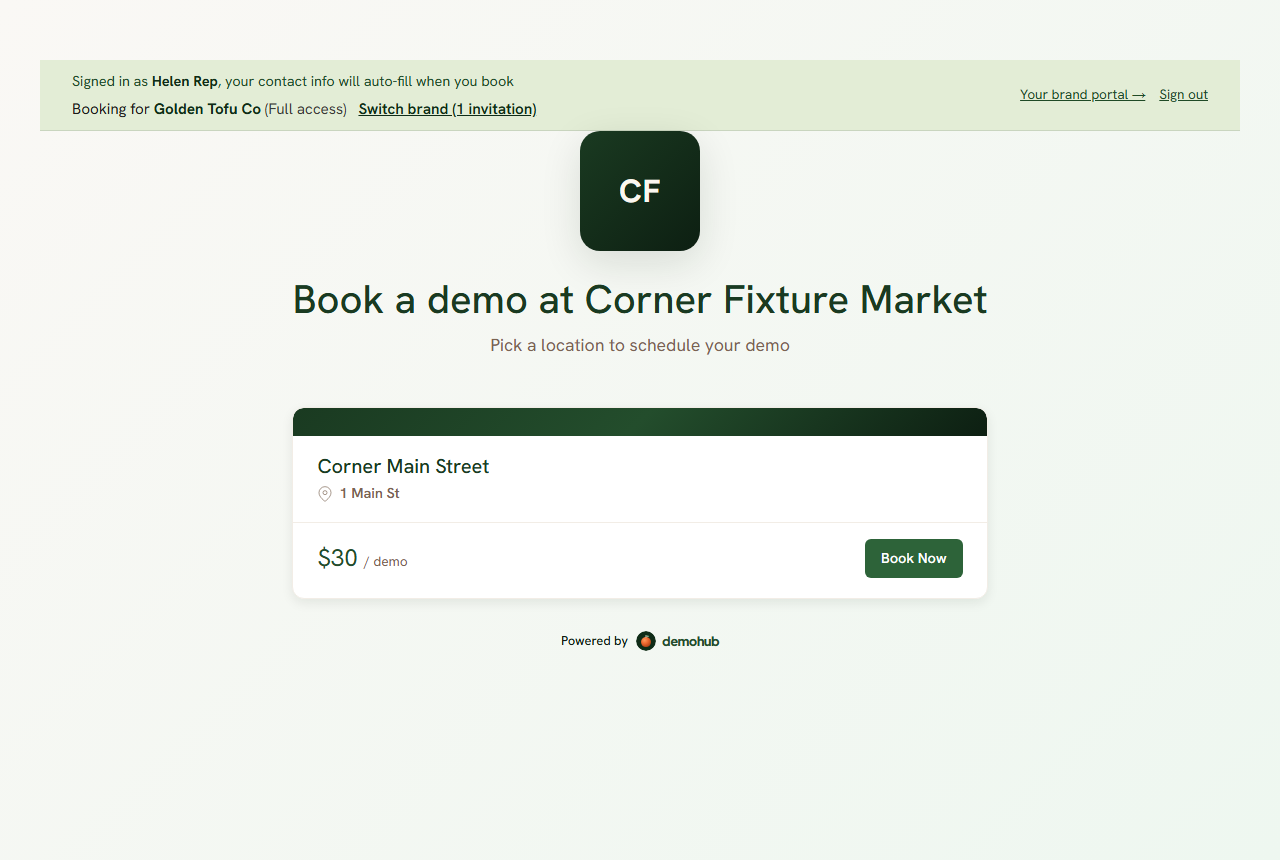 Signed in as Helen Rep, your contact info will auto-fill when you book
Booking for Golden Tofu Co (Full access) Switch brand (1 invitation)
Your brand portal → Sign out
CF
Book a demo at Corner Fixture Market
Pick a location to schedule your demo
Corner Main Street
1 Main St
$30 / demo
Book Now
Powered by demohub